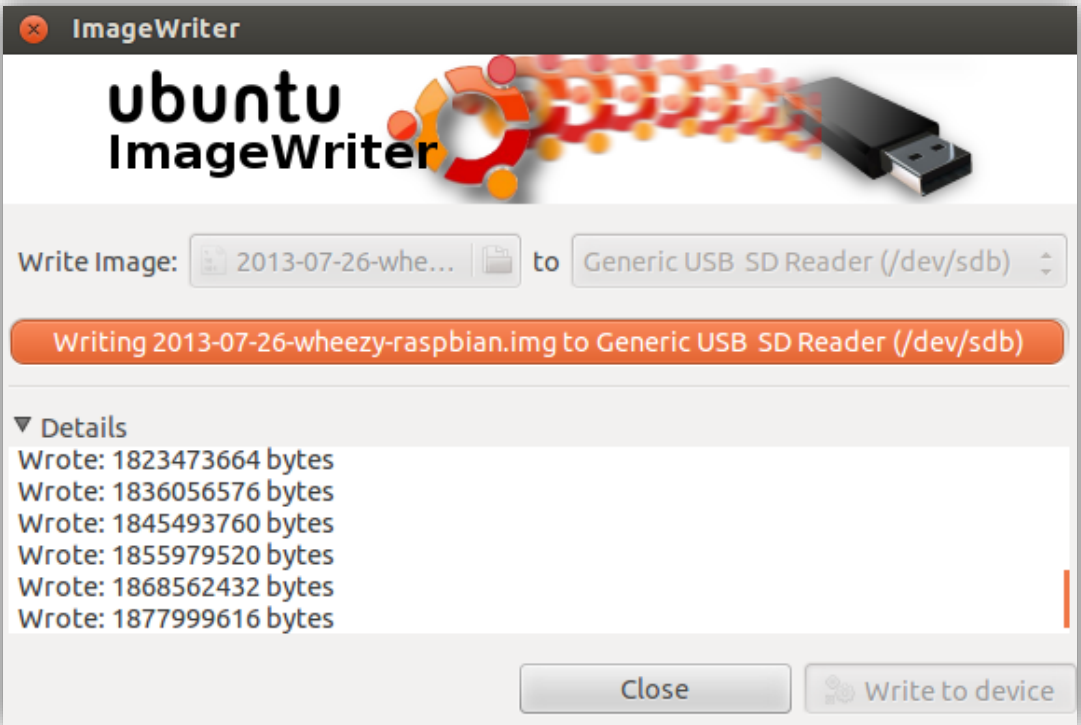 ImageWriter
ubuntu
ImageWriter
Write Image: 2013-07-26-whe... to Generic USB  SD Reader (/dev/sdb)
Writing 2013-07-26-wheezy-raspbian.img to Generic USB  SD Reader (/dev/sdb)
Details
Wrote: 1823473664 bytes
Wrote: 1836056576 bytes
Wrote: 1845493760 bytes
Wrote: 1855979520 bytes
Wrote: 1868562432 bytes
Wrote: 1877999616 bytes
Close Write to device